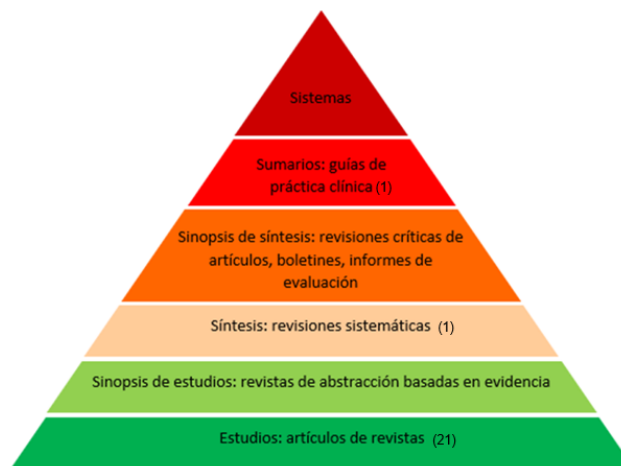 Sistemas
Sumarios: guías de
práctica clínica (1)
Sinopsis de síntesis: revisiones críticas de
artículos, boletines, informes de
evaluación
Síntesis: revisiones sistemáticas (1)
Sinopsis de estudios: revistas de abstracción basadas en evidencia
Estudios: artículos de revistas (21)